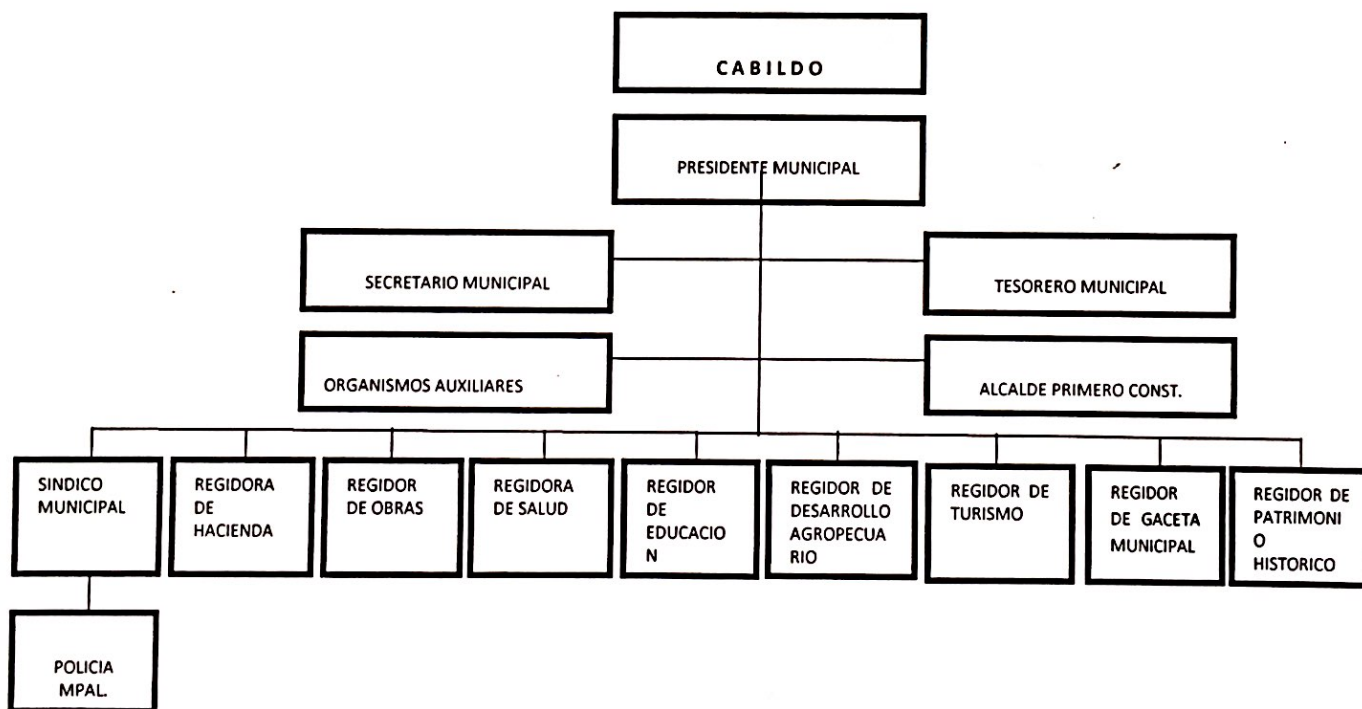 CABILDO
PRESIDENTE MUNICIPAL
SECRETARIO MUNICIPAL
TESORERO MUNICIPAL
ORGANISMOS AUXILIARES
ALCALDE PRIMERO CONST.
SINDICO
MUNICIPAL
REGIDORA
DE
HACIENDA
REGIDOR
DE OBRAS
REGIDORA
DE SALUD
REGIDOR
DE
EDUCACIO
N
REGIDOR DE
DESARROLLO
AGROPECUA
RIO
REGIDOR DE
TURISMO
REGIDOR
DE GACETA
MUNICIPAL
REGIDOR DE
PATRIMONI
O
HISTORICO
POLICIA
MPAL.